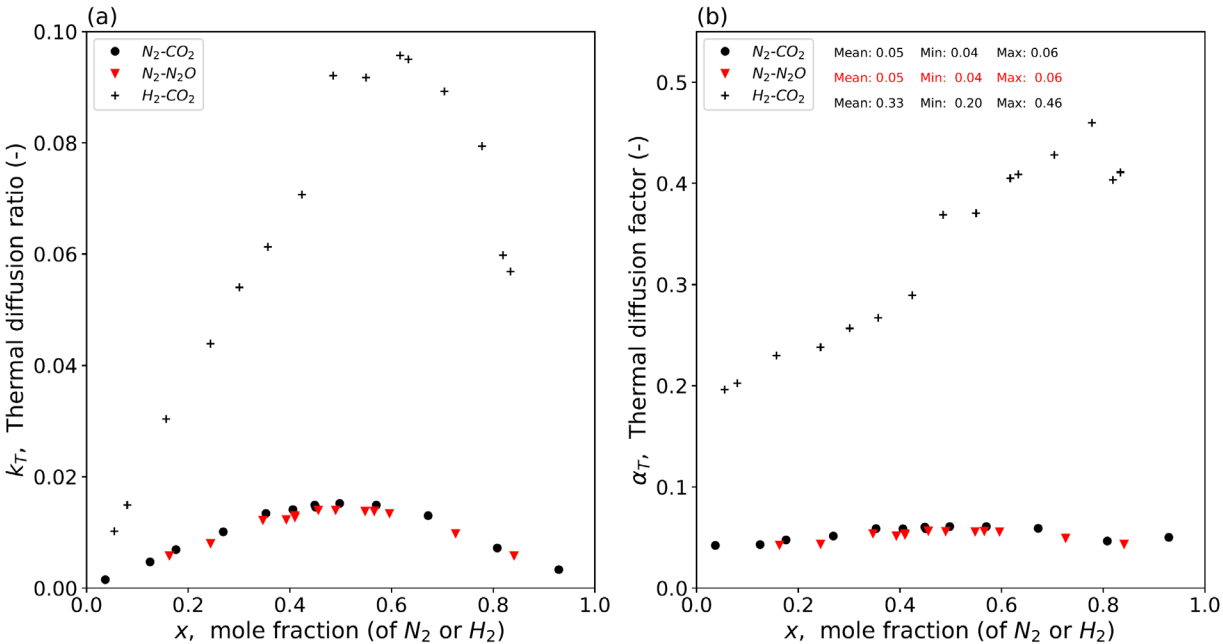 (a)
k_T, Thermal diffusion ratio (-)
0.10
0.08
0.06
0.04
0.02
0.00
N₂-CO₂
N₂-N₂O
H₂-CO₂
0.0 0.2 0.4 0.6 0.8 1.0
x, mole fraction (of N₂ or H₂)
(b)
α_T, Thermal diffusion factor (-)
0.5
0.4
0.3
0.2
0.1
0.0
N₂-CO₂ Mean: 0.05 Min: 0.04 Max: 0.06
N₂-N₂O Mean: 0.05 Min: 0.04 Max: 0.06
H₂-CO₂ Mean: 0.33 Min: 0.20 Max: 0.46
0.0 0.2 0.4 0.6 0.8 1.0
x, mole fraction (of N₂ or H₂)